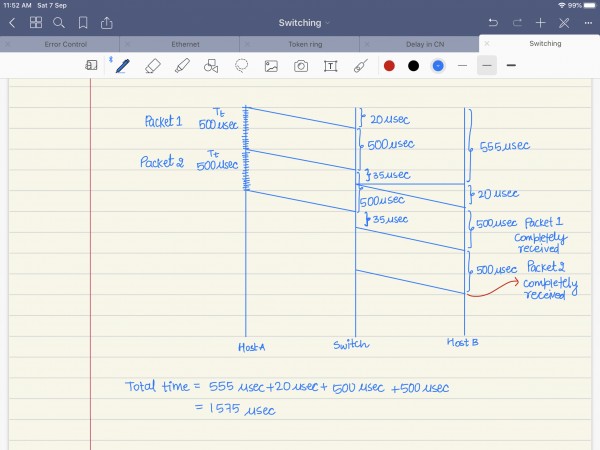 11:52 AM Sat 7 Sep
99%
Switching
Error Control
Ethernet
Token ring
Delay in CN
Switching
Packet 1
Tt
500 usec
Packet 2
Tt
500 usec
20 usec
500 usec
35 usec
500 usec
35 usec
555 usec
20 usec
500 usec Packet 1
completely
received
500 usec Packet 2
completely
received
Host A
Switch
Host B
Total time = 555 usec + 20 usec + 500 usec + 500 usec
= 1575 usec